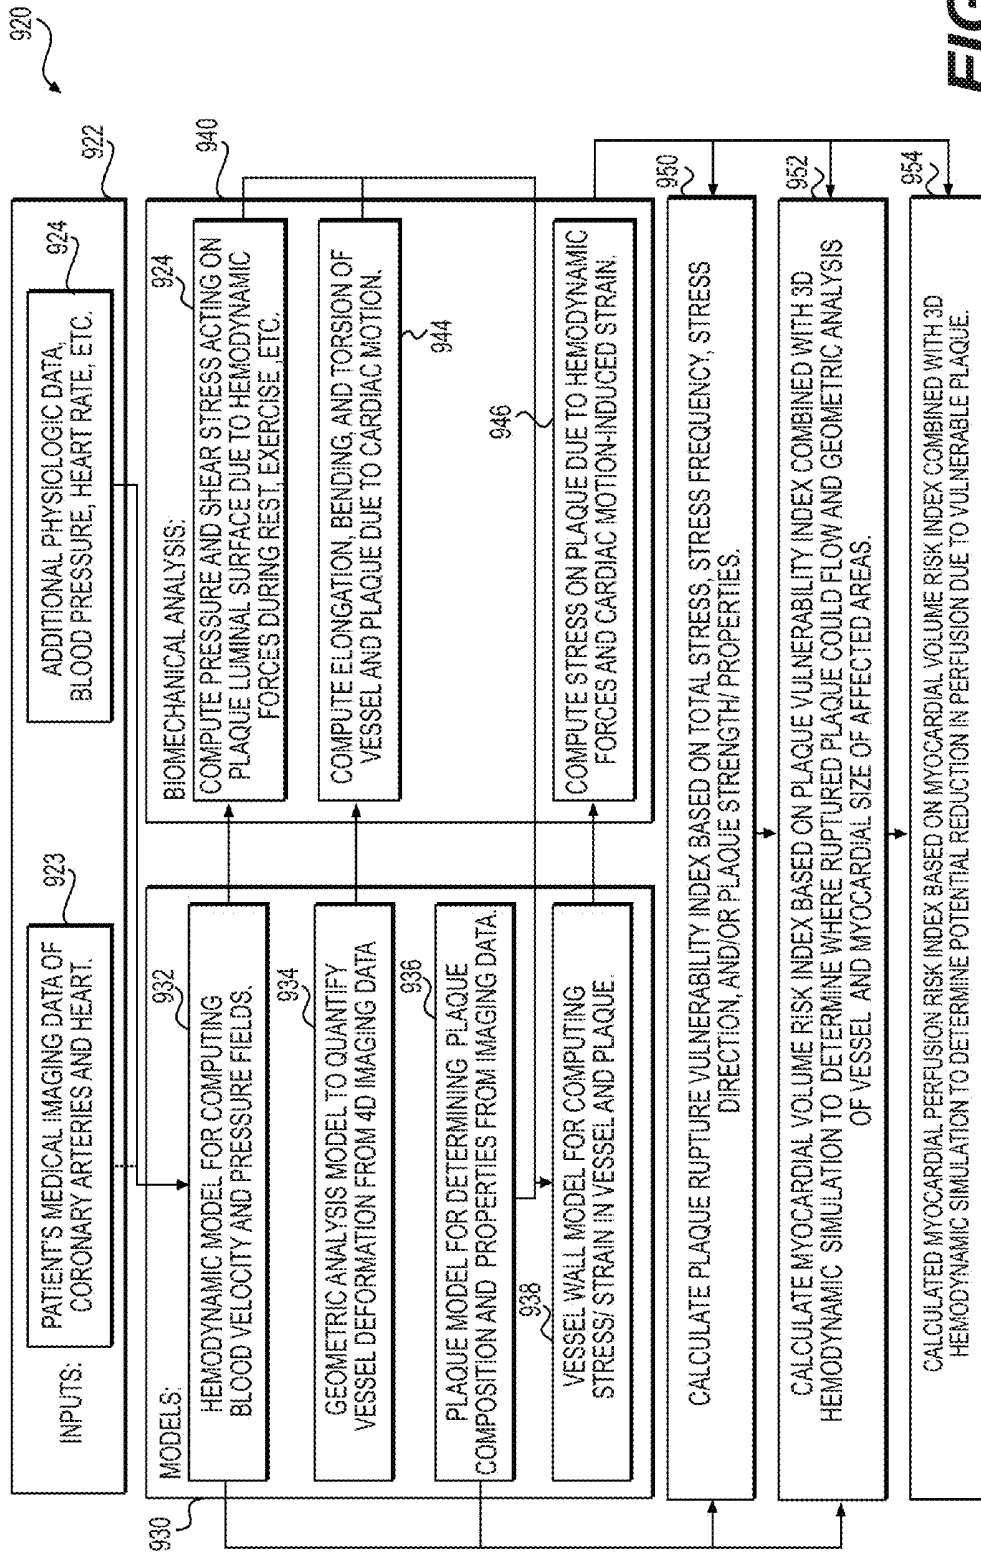 920
922
INPUTS:
923
PATIENT'S MEDICAL IMAGING DATA OF
CORONARY ARTERIES AND HEART.
924
ADDITIONAL PHYSIOLOGIC DATA,
BLOOD PRESSURE, HEART RATE, ETC.
930
MODELS:
932
HEMODYNAMIC MODEL FOR COMPUTING
BLOOD VELOCITY AND PRESSURE FIELDS.
934
GEOMETRIC ANALYSIS MODEL TO QUANTIFY
VESSEL DEFORMATION FROM 4D IMAGING DATA
936
PLAQUE MODEL FOR DETERMINING PLAQUE
COMPOSITION AND PROPERTIES FROM IMAGING DATA.
938
VESSEL WALL MODEL FOR COMPUTING
STRESS/ STRAIN IN VESSEL AND PLAQUE.
940
BIOMECHANICAL ANALYSIS:
924
COMPUTE PRESSURE AND SHEAR STRESS ACTING ON
PLAQUE LUMINAL SURFACE DUE TO HEMODYNAMIC
FORCES DURING REST, EXERCISE ,ETC.
COMPUTE ELONGATION, BENDING, AND TORSION OF
VESSEL AND PLAQUE DUE TO CARDIAC MOTION.
944
946
COMPUTE STRESS ON PLAQUE DUE TO HEMODYNAMIC
FORCES AND CARDIAC MOTION-INDUCED STRAIN.
950
CALCULATE PLAQUE RUPTURE VULNERABILITY INDEX BASED ON TOTAL STRESS, STRESS FREQUENCY, STRESS
DIRECTION, AND/OR PLAQUE STRENGTH/ PROPERTIES.
952
CALCULATE MYOCARDIAL VOLUME RISK INDEX BASED ON PLAQUE VULNERABILITY INDEX COMBINED WITH 3D
HEMODYNAMIC SIMULATION TO DETERMINE WHERE RUPTURED PLAQUE COULD FLOW AND GEOMETRIC ANALYSIS
OF VESSEL AND MYOCARDIAL SIZE OF AFFECTED AREAS.
954
CALCULATED MYOCARDIAL PERFUSION RISK INDEX BASED ON MYOCARDIAL VOLUME RISK INDEX COMBINED WITH 3D
HEMODYNAMIC SIMULATION TO DETERMINE POTENTIAL REDUCTION IN PERFUSION DUE TO VULNERABLE PLAQUE.